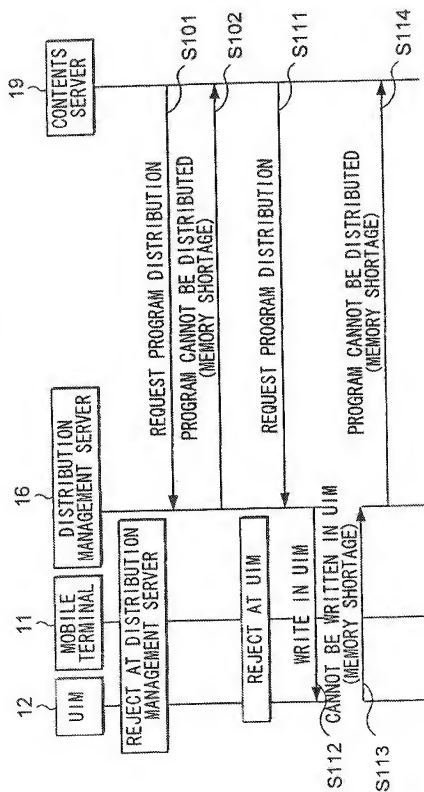 12
UIM
11
MOBILE
TERMINAL
16
DISTRIBUTION
MANAGEMENT SERVER
19
CONTENTS
SERVER
REJECT AT DISTRIBUTION
MANAGEMENT SERVER
REQUEST PROGRAM DISTRIBUTION
S101
PROGRAM CANNOT BE DISTRIBUTED
(MEMORY SHORTAGE)
S102
REJECT AT UIM
REQUEST PROGRAM DISTRIBUTION
S111
WRITE IN UIM
S112
CANNOT BE WRITTEN IN UIM
(MEMORY SHORTAGE)
S113
PROGRAM CANNOT BE DISTRIBUTED
(MEMORY SHORTAGE)
S114